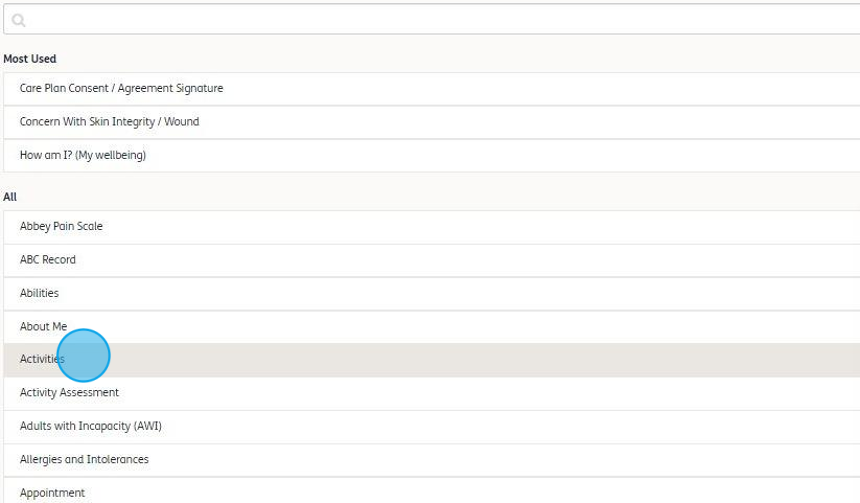 Most Used
Care Plan Consent / Agreement Signature
Concern With Skin Integrity / Wound
How am I? (My wellbeing)
All
Abbey Pain Scale
ABC Record
Abilities
About Me
Activities
Activity Assessment
Adults with Incapacity (AWI)
Allergies and Intolerances
Appointment